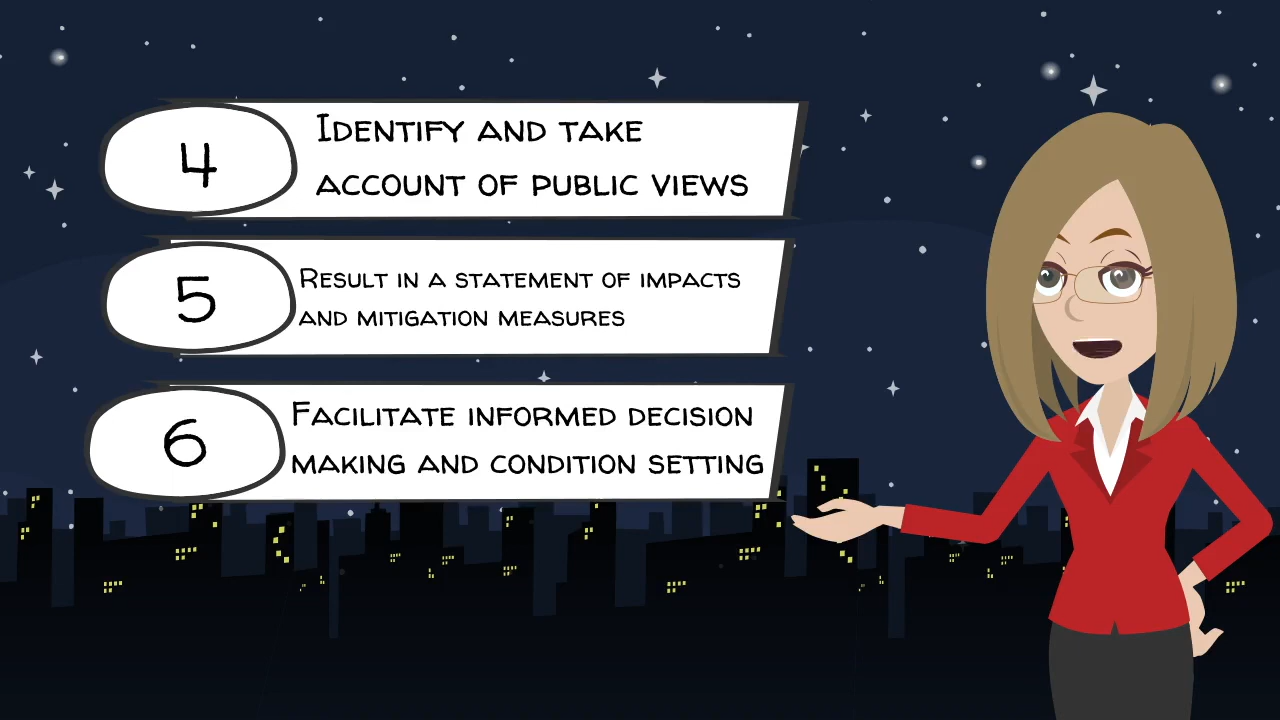 4
Identify and take
account of public views
5
Result in a statement of impacts
and mitigation measures
6
Facilitate informed decision
making and condition setting